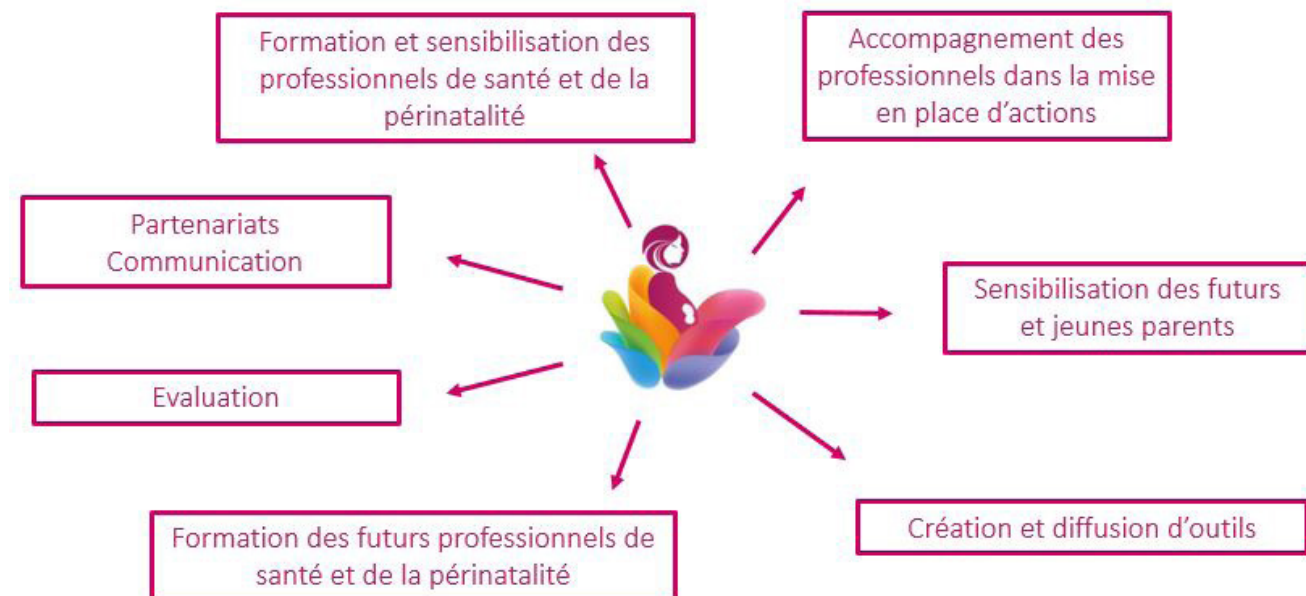 Formation et sensibilisation des
professionnels de santé et de la
périnatalité
Accompagnement des
professionnels dans la mise
en place d’actions
Partenariats
Communication
Sensibilisation des futurs
et jeunes parents
Evaluation
Création et diffusion d’outils
Formation des futurs professionnels de
santé et de la périnatalité